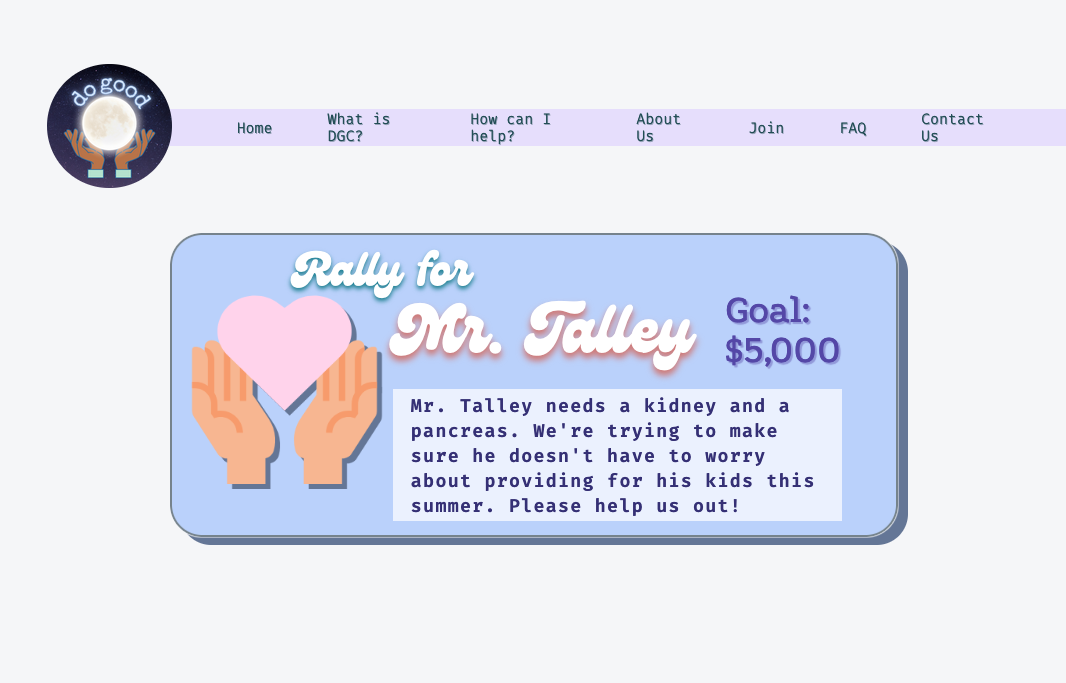 do good
Home
What is
DGC?
How can I
help?
About
Us
Join
FAQ
Contact
Us
Rally for
Mr. Talley
Goal:
$5,000
Mr. Talley needs a kidney and a
pancreas. We're trying to make
sure he doesn't have to worry
about providing for his kids this
summer. Please help us out!